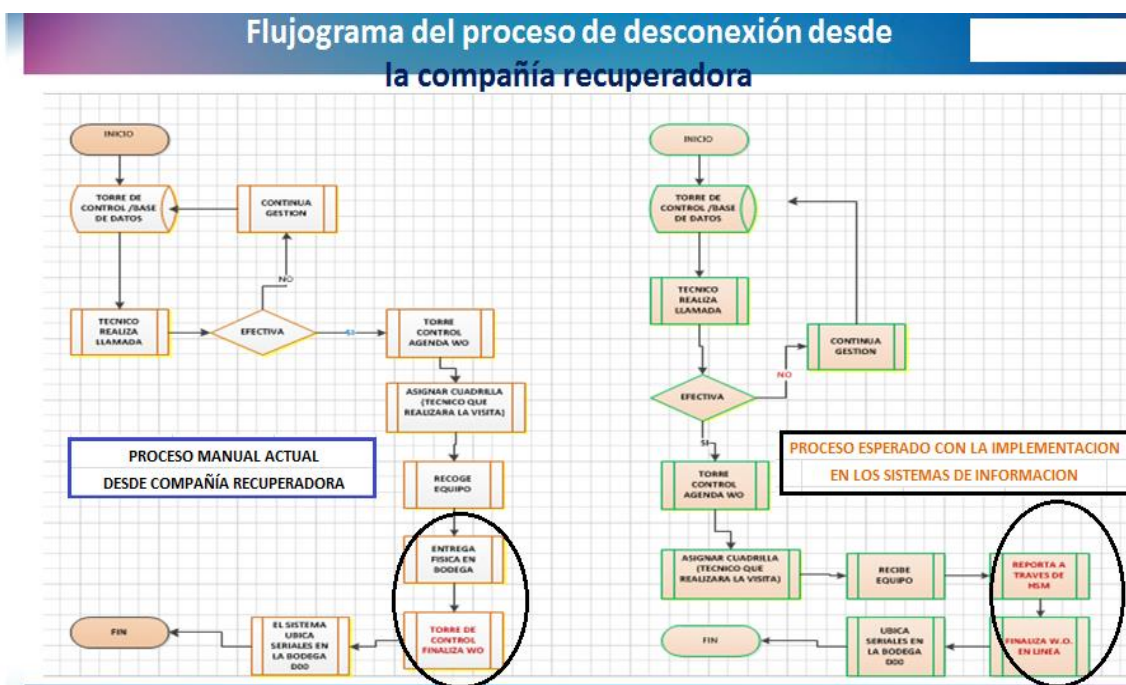 Flujograma del proceso de desconexión desde
la compañía recuperadora
INICIO
TORRE DE
CONTROL /BASE
DE DATOS
CONTINUA
GESTION
NO
TECNICO
REALIZA
LLAMADA
EFECTIVA
SI
TORRE
CONTROL
AGENDA WO
ASIGNAR CUADRILLA
(TECNICO QUE
REALIZARA LA VISITA)
PROCESO MANUAL ACTUAL
DESDE COMPAÑÍA RECUPERADORA
RECOGE
EQUIPO
ENTREGA
FISICA EN
BODEGA
TORRE DE
CONTROL
FINALIZA WO
EL SISTEMA
UBICA
SERIALES EN
LA BODEGA
D00
FIN
INICIO
TORRE DE
CONTROL /BASE
DE DATOS
TECNICO
REALIZA
LLAMADA
CONTINUA
GESTION
NO
EFECTIVA
SI
PROCESO ESPERADO CON LA IMPLEMENTACION
EN LOS SISTEMAS DE INFORMACION
TORRE
CONTROL
AGENDA WO
ASIGNAR CUADRILLA
(TECNICO QUE
REALIZARA LA VISITA)
RECIBE
EQUIPO
REPORTA A
TRAVES DE
HSM
FINALIZA W.O.
EN LINEA
UBICA
SERIALES EN
LA BODEGA
D00
FIN